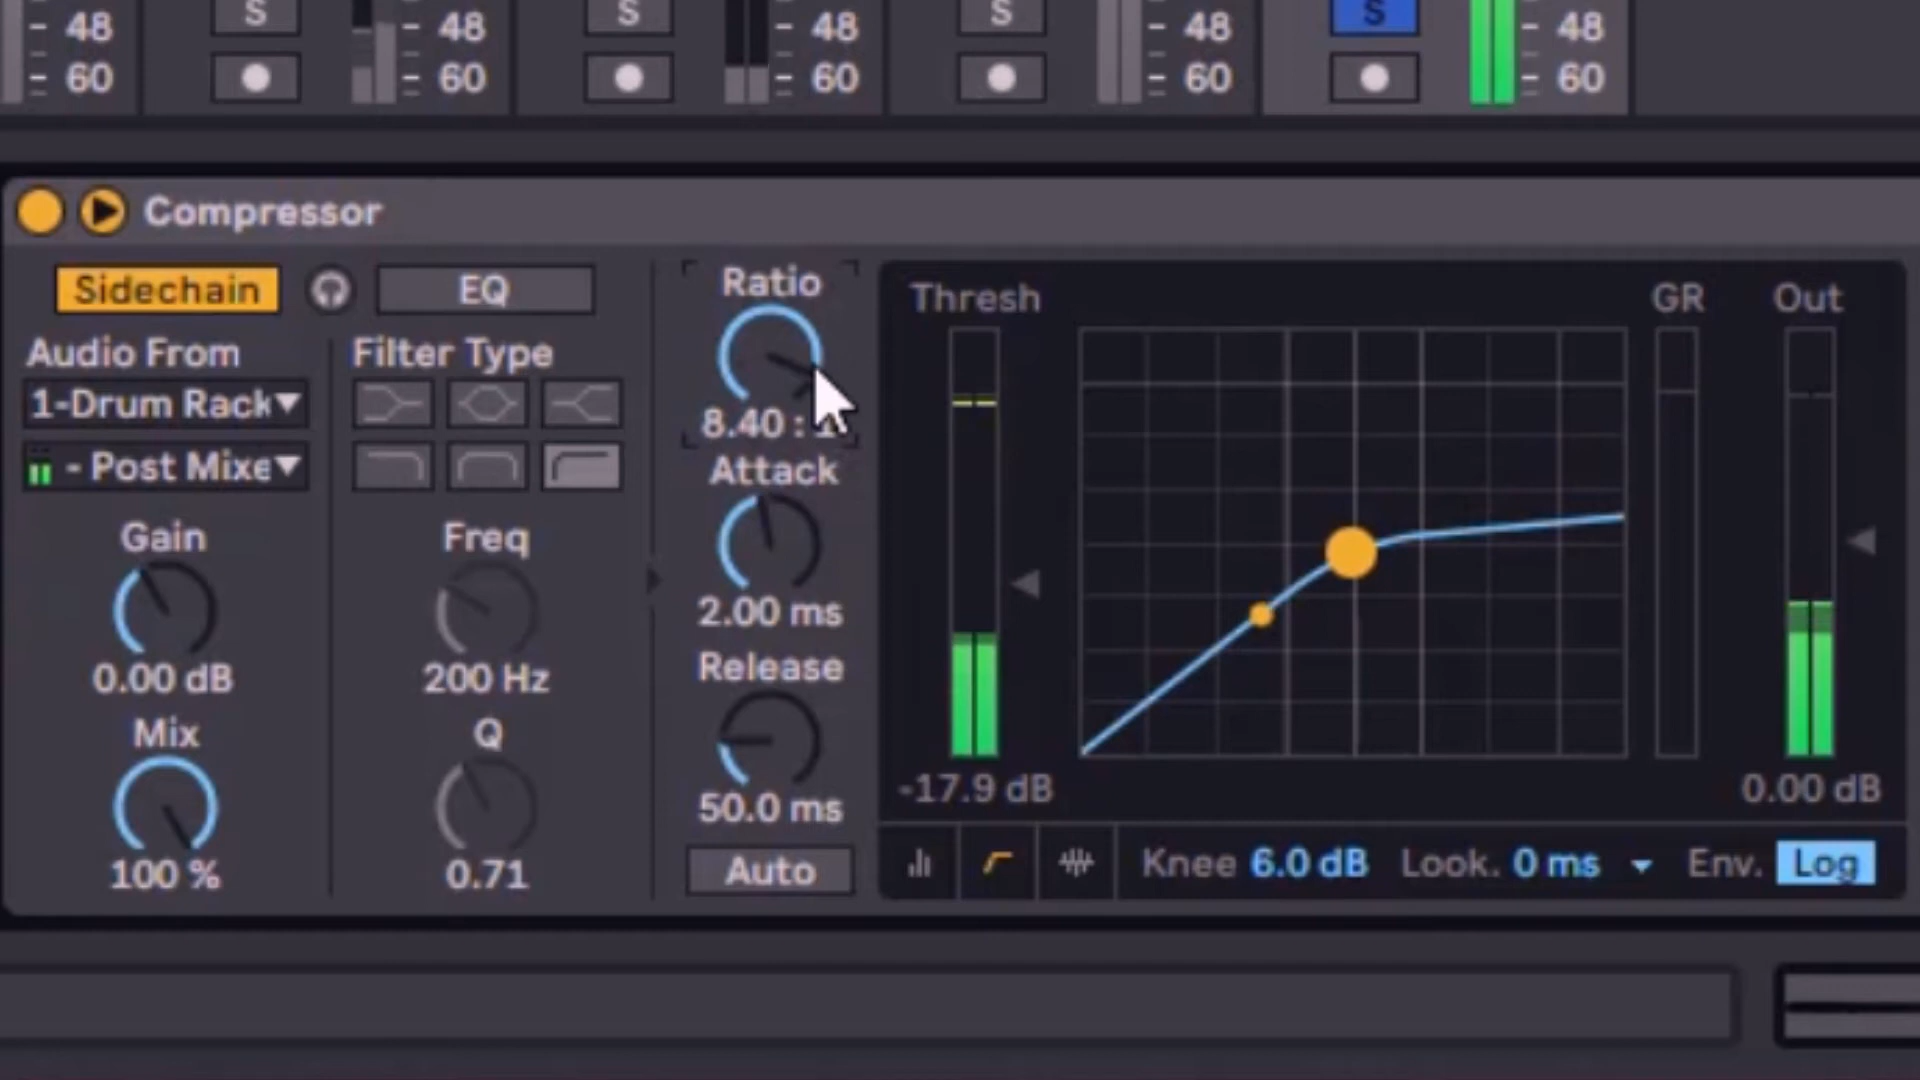 S S S S
48 48 48 48 48
60 60 60 60 60
Compressor
Sidechain EQ
Audio From Filter Type
1-Drum Rack
- Post Mixe
Gain Freq
0.00 dB 200 Hz
Mix Q
100 % 0.71
Ratio
8.40 :
Attack
2.00 ms
Release
50.0 ms
Auto
Thresh GR Out
-17.9 dB 0.00 dB
Knee 6.0 dB Look. 0 ms Env. Log